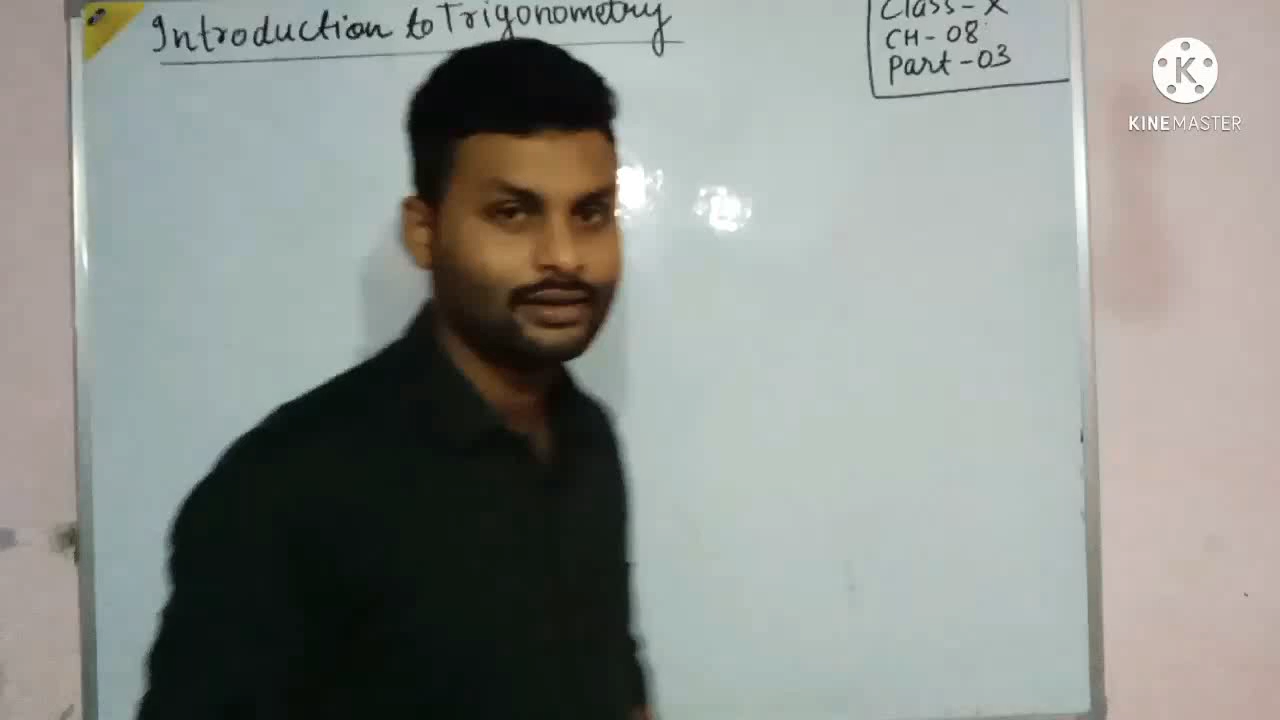 Introduction to Trigonometry
Class - X
CH - 08
Part - 03
KINEMASTER